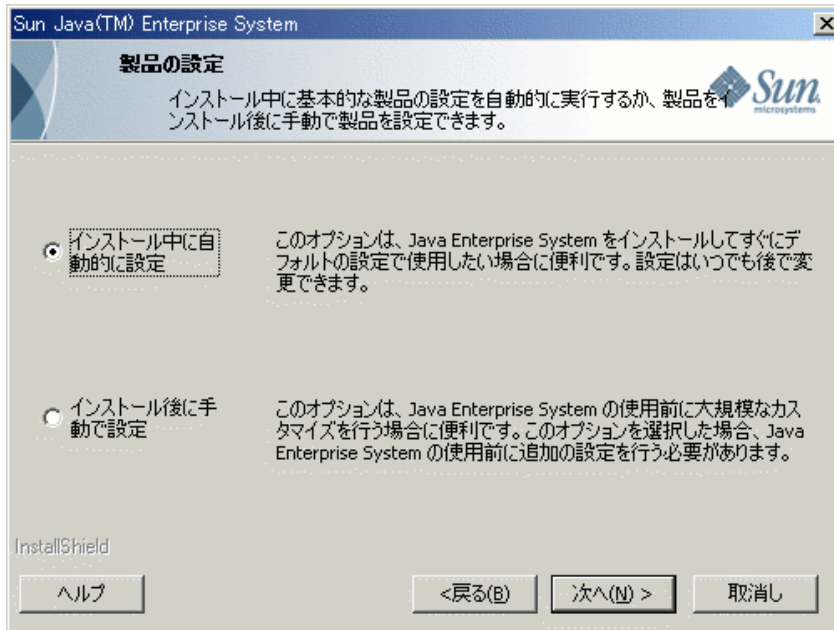 Sun Java(TM) Enterprise System
製品の設定
インストール中に基本的な製品の設定を自動的に実行するか、製品をイ
ンストール後に手動で製品を設定できます。
Sun
microsystems
インストール中に自
動的に設定
このオプションは、Java Enterprise System をインストールしてすぐにデ
フォルトの設定で使用したい場合に便利です。設定はいつでも後で変
更できます。
インストール後に手
動で設定
このオプションは、Java Enterprise System の使用前に大規模なカス
タマイズを行う場合に便利です。このオプションを選択した場合、Java
Enterprise System の使用前に追加の設定を行う必要があります。
InstallShield
ヘルプ
<戻る(B)
次へ(N) >
取消し